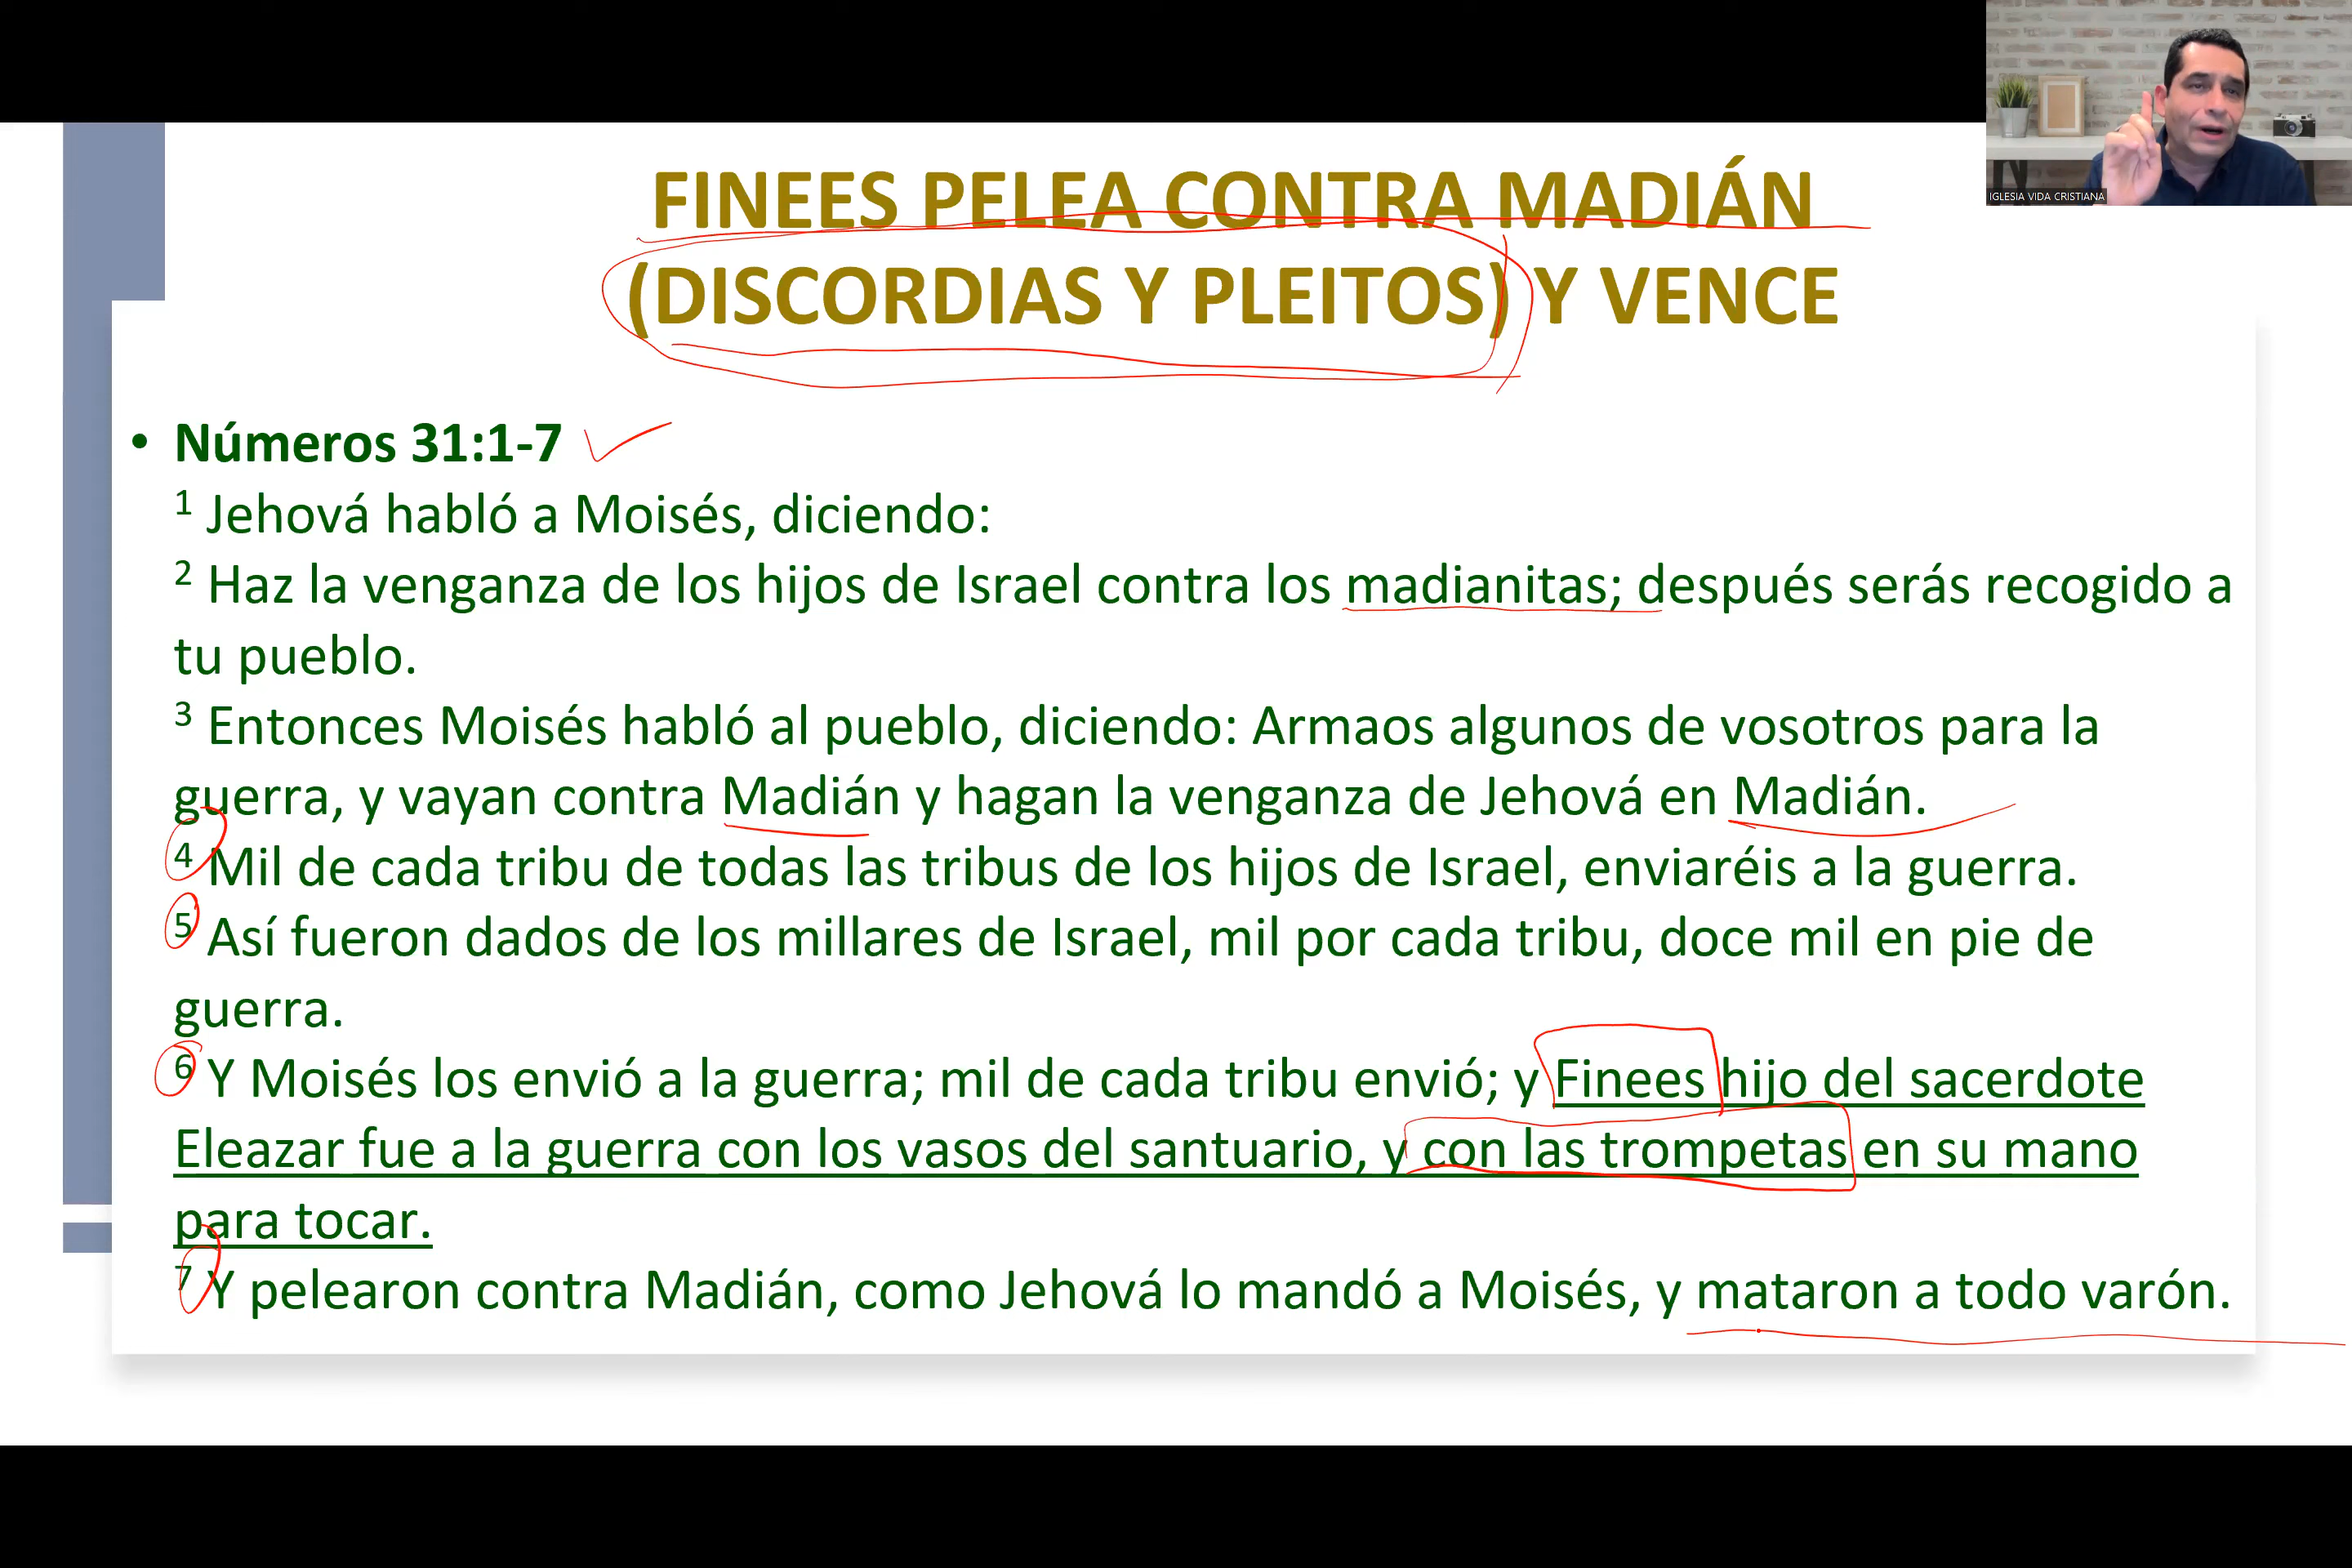 IGLESIA VIDA CRISTIANA
FINEES PELEA CONTRA MADIÁN
(DISCORDIAS Y PLEITOS) Y VENCE
• Números 31:1-7
1 Jehová habló a Moisés, diciendo:
2 Haz la venganza de los hijos de Israel contra los madianitas; después serás recogido a
tu pueblo.
3 Entonces Moisés habló al pueblo, diciendo: Armaos algunos de vosotros para la
guerra, y vayan contra Madián y hagan la venganza de Jehová en Madián.
4 Mil de cada tribu de todas las tribus de los hijos de Israel, enviaréis a la guerra.
5 Así fueron dados de los millares de Israel, mil por cada tribu, doce mil en pie de
guerra.
6 Y Moisés los envió a la guerra; mil de cada tribu envió; y Finees hijo del sacerdote
Eleazar fue a la guerra con los vasos del santuario, y con las trompetas en su mano
para tocar.
7 Y pelearon contra Madián, como Jehová lo mandó a Moisés, y mataron a todo varón.